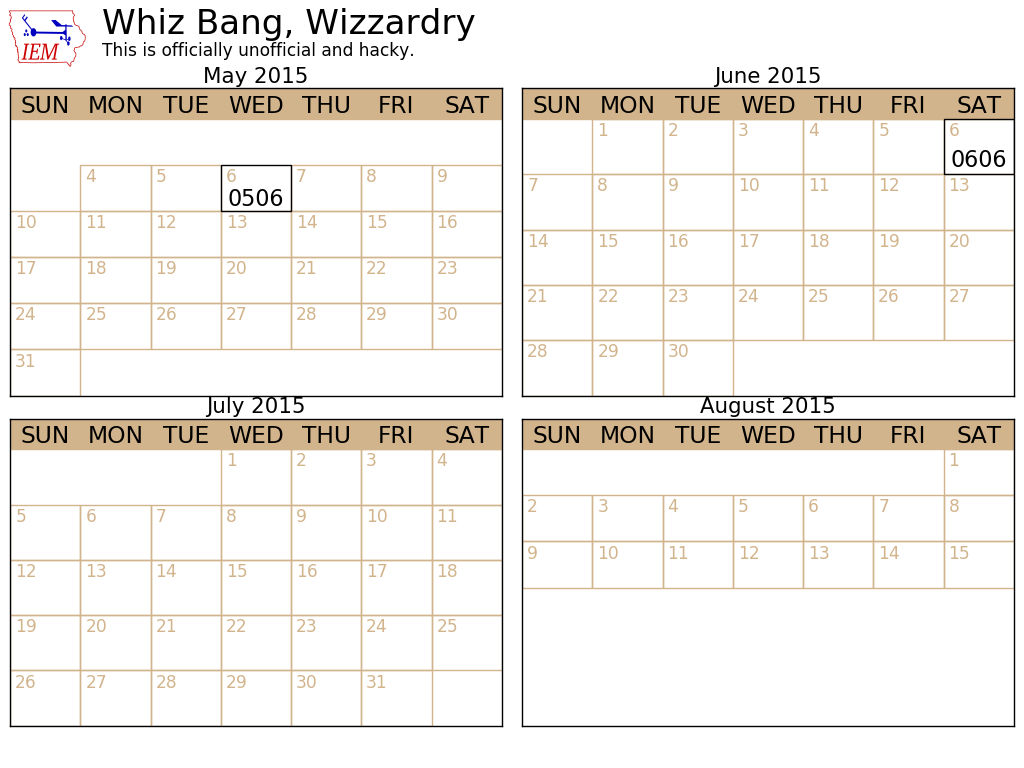 Whiz Bang, Wizzardry
IEM
This is officially unofficial and hacky.
May 2015
SUN MON TUE WED THU FRI SAT
4 5 6 7 8 9
0506
10 11 12 13 14 15 16
17 18 19 20 21 22 23
24 25 26 27 28 29 30
31
June 2015
SUN MON TUE WED THU FRI SAT
1 2 3 4 5 6
0606
7 8 9 10 11 12 13
14 15 16 17 18 19 20
21 22 23 24 25 26 27
28 29 30
July 2015
SUN MON TUE WED THU FRI SAT
1 2 3 4
5 6 7 8 9 10 11
12 13 14 15 16 17 18
19 20 21 22 23 24 25
26 27 28 29 30 31
August 2015
SUN MON TUE WED THU FRI SAT
1
2 3 4 5 6 7 8
9 10 11 12 13 14 15